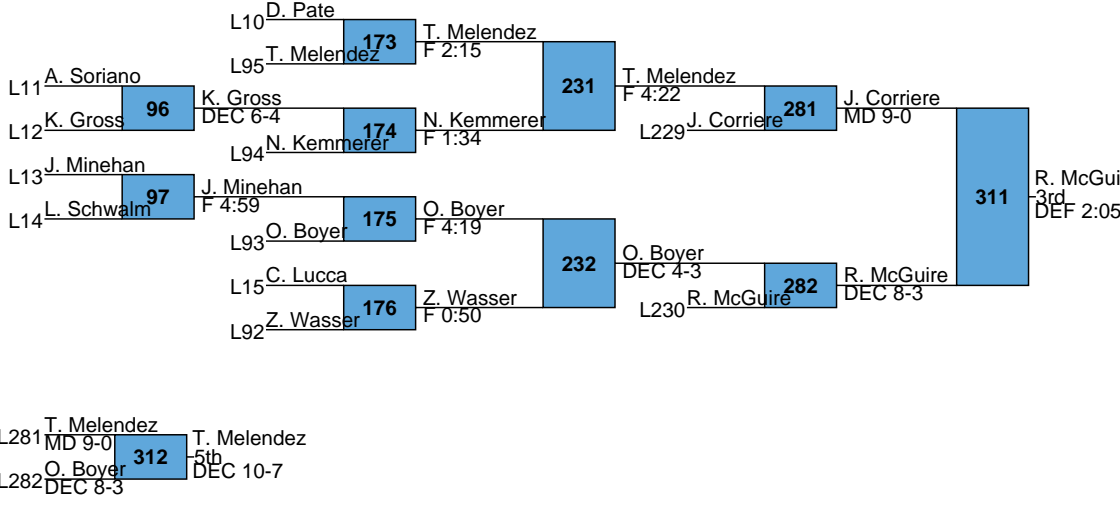 D. Pate
L10
173
T. Melendez
F 2:15
T. Melendez
L95
A. Soriano
L11
96
K. Gross
DEC 6-4
K. Gross
L12
231
T. Melendez
F 4:22
174
N. Kemmerer
F 1:34
N. Kemmerer
L94
281
J. Corriere
MD 9-0
J. Corriere
L229
J. Minehan
L13
97
J. Minehan
F 4:59
L. Schwalm
L14
175
O. Boyer
F 4:19
O. Boyer
L93
311
R. McGui
3rd
DEF 2:05
232
O. Boyer
DEC 4-3
C. Lucca
L15
176
Z. Wasser
F 0:50
Z. Wasser
L92
282
R. McGuire
DEC 8-3
R. McGuire
L230
T. Melendez
L281
MD 9-0
312
T. Melendez
5th
DEC 10-7
O. Boyer
L282
DEC 8-3